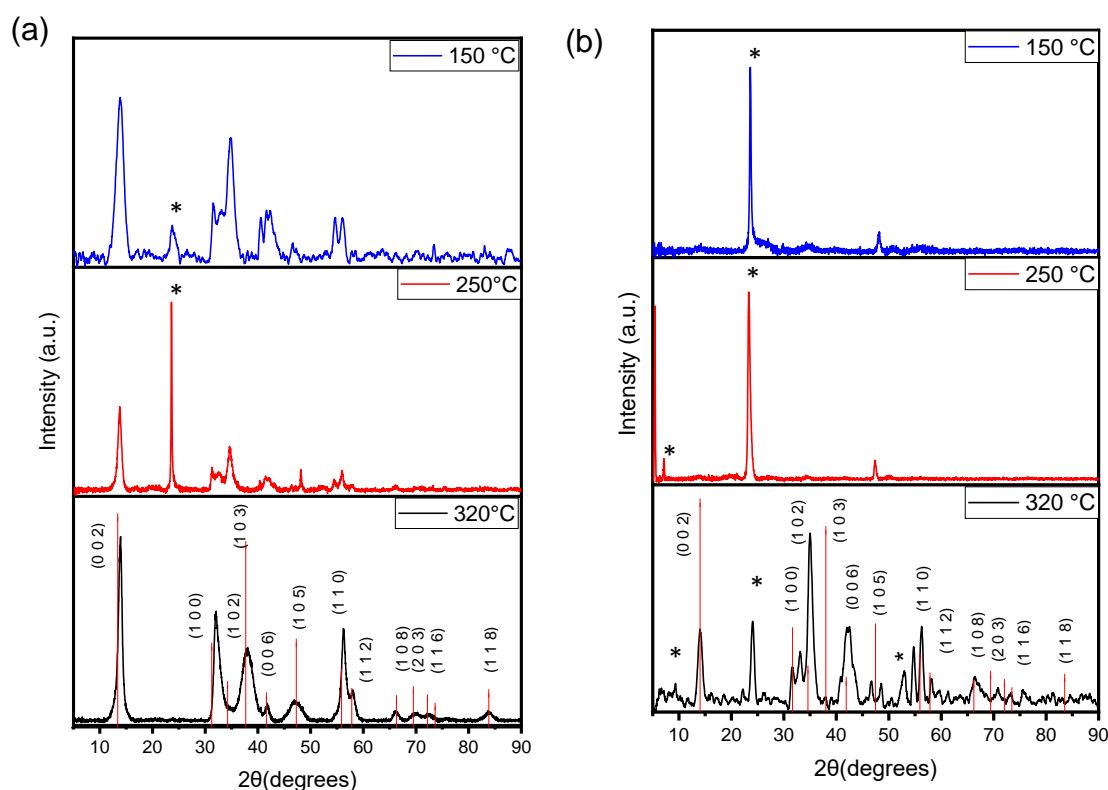 (a)
150 °C
*
250°C
*
320°C
(0 0 2)
(1 0 0)
(1 0 2)
(1 0 3)
(0 0 6)
(1 0 5)
(1 1 0)
(1 1 2)
(1 0 8)
(2 0 3)
(1 1 6)
(1 1 8)
Intensity (a.u.)
10 20 30 40 50 60 70 80 90
2θ(degrees)
(b)
150 °C
*
250 °C
*
*
320 °C
*
(0 0 2)
*
(1 0 0)
(1 0 2)
(1 0 3)
(0 0 6)
(1 0 5)
*
(1 1 0)
(1 1 2)
(1 0 8)
(2 0 3)
(1 1 6)
(1 1 8)
Intensity (a.u.)
10 20 30 40 50 60 70 80 90
2θ(degrees)